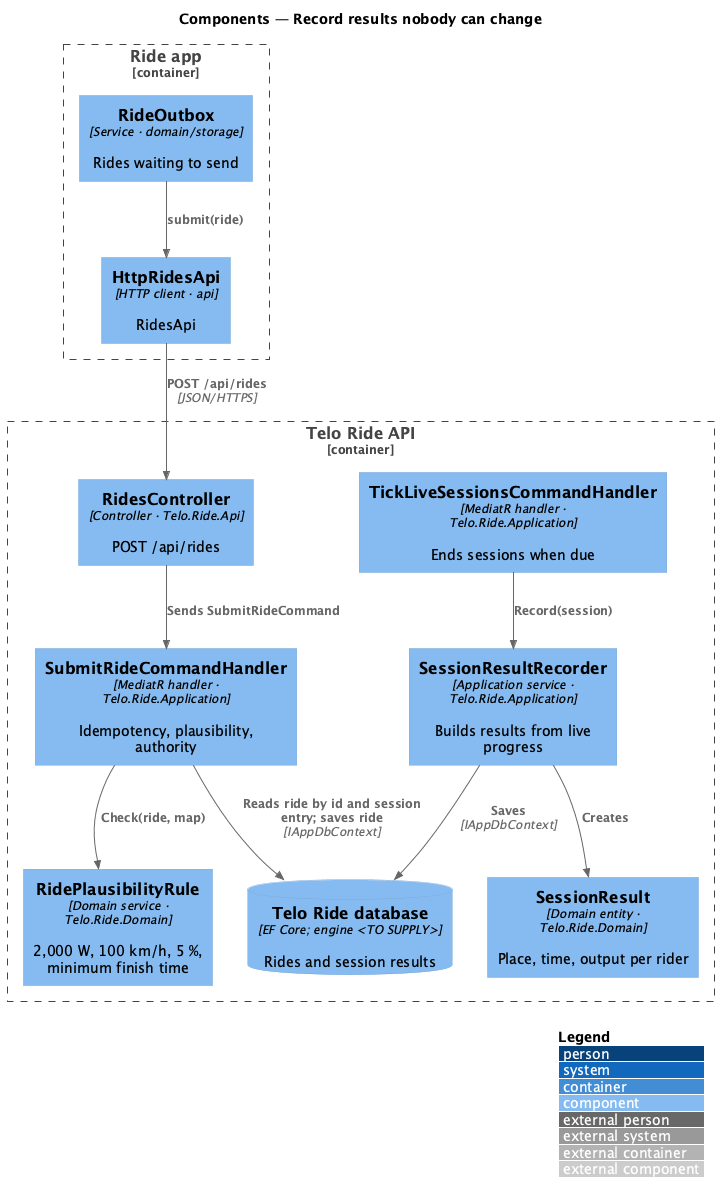 Components — Record results nobody can change
Ride app
[container]
RideOutbox
[Service · domain/storage]
Rides waiting to send
submit(ride)
HttpRidesApi
[HTTP client · api]
RidesApi
POST /api/rides
[JSON/HTTPS]
Telo Ride API
[container]
RidesController
[Controller · Telo.Ride.Api]
POST /api/rides
TickLiveSessionsCommandHandler
[MediatR handler ·
Telo.Ride.Application]
Ends sessions when due
Sends SubmitRideCommand
Record(session)
SubmitRideCommandHandler
[MediatR handler ·
Telo.Ride.Application]
Idempotency, plausibility,
authority
SessionResultRecorder
[Application service ·
Telo.Ride.Application]
Builds results from live
progress
Check(ride, map)
Reads ride by id and session
entry; saves ride
[IAppDbContext]
Saves
[IAppDbContext]
Creates
RidePlausibilityRule
[Domain service ·
Telo.Ride.Domain]
2,000 W, 100 km/h, 5 %,
minimum finish time
Telo Ride database
[EF Core; engine <TO SUPPLY>]
Rides and session results
SessionResult
[Domain entity ·
Telo.Ride.Domain]
Place, time, output per rider
Legend
person
system
container
component
external person
external system
external container
external component